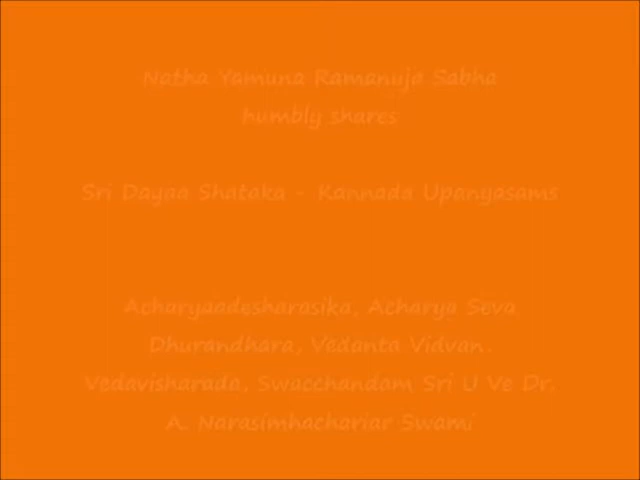 Natha Yamuna Ramanuja Sabha
humbly shares
Sri Dayaa Shataka - Kannada Upanyasams
Acharyaadesharasika, Acharya Seva
Dhurandhara, Vedanta Vidvan.
Vedavisharada, Swacchandam Sri U Ve Dr.
A. Narasimhachariar Swami